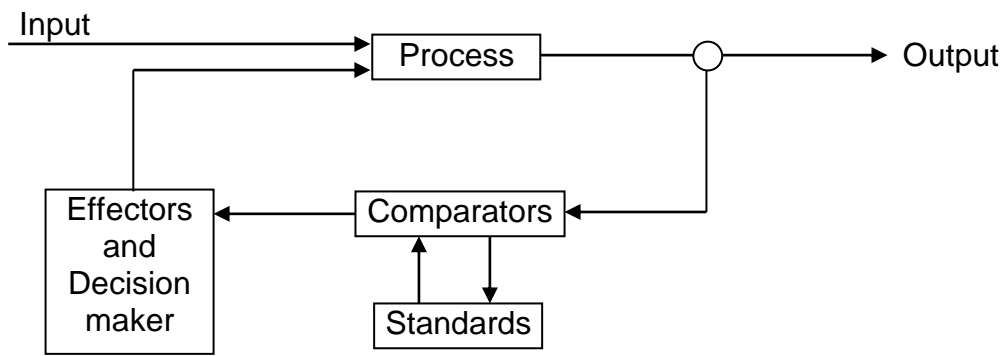 Input
Process
Output
Effectors
and
Decision
maker
Comparators
Standards